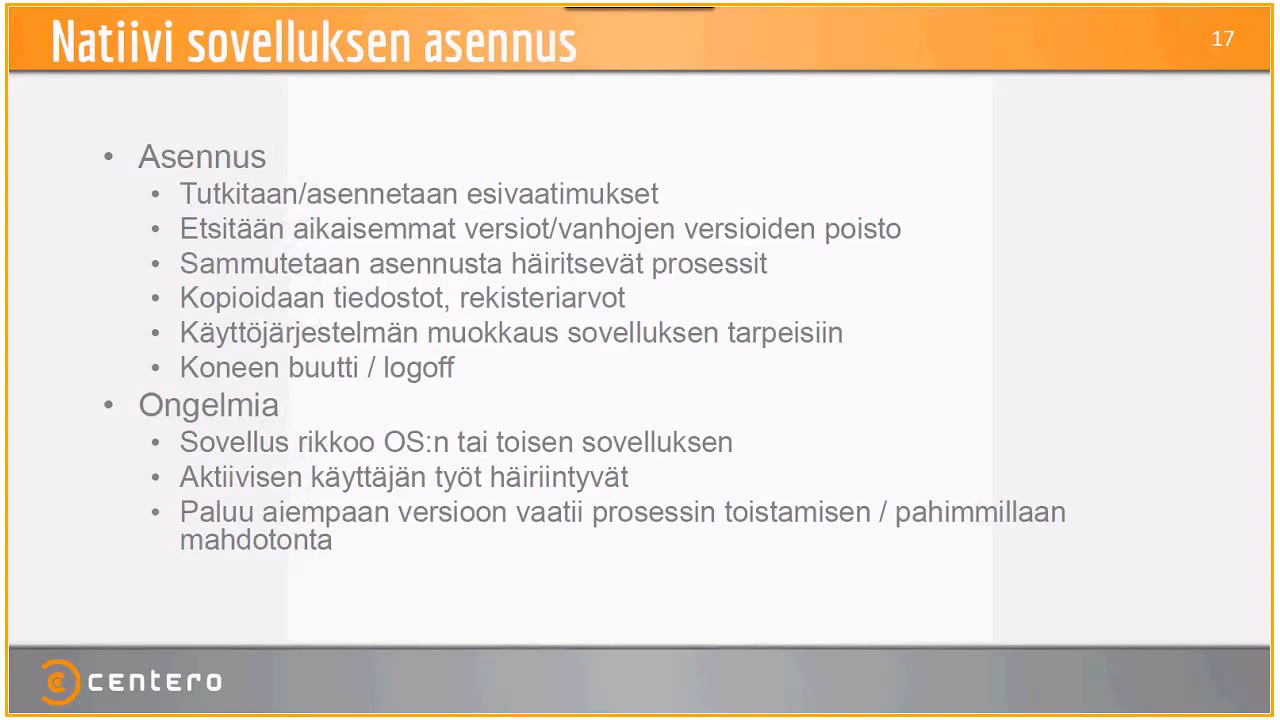 Natiivi sovelluksen asennus
17
• Asennus
• Tutkitaan/asennetaan esivaatimukset
• Etsitään aikaisemmat versiot/vanhojen versioiden poisto
• Sammutetaan asennusta häiritsevät prosessit
• Kopioidaan tiedostot, rekisteriarvot
• Käyttöjärjestelmän muokkaus sovelluksen tarpeisiin
• Koneen buutti / logoff
• Ongelmia
• Sovellus rikkoo OS:n tai toisen sovelluksen
• Aktiivisen käyttäjän työt häiriintyvät
• Paluu aiempaan versioon vaatii prosessin toistamisen / pahimmillaan
mahdotonta
centero